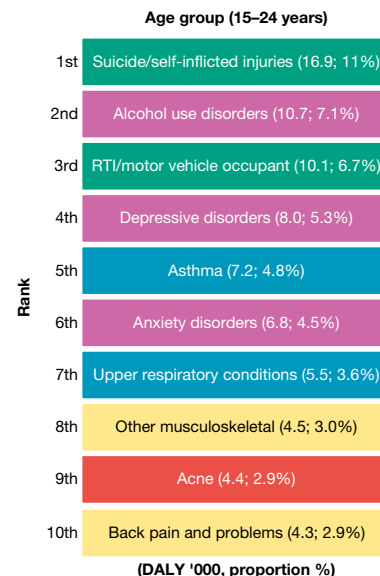 Age group (15–24 years)
1st Suicide/self-inflicted injuries (16.9; 11%)
2nd Alcohol use disorders (10.7; 7.1%)
3rd RTI/motor vehicle occupant (10.1; 6.7%)
4th Depressive disorders (8.0; 5.3%)
5th Asthma (7.2; 4.8%)
Rank
6th Anxiety disorders (6.8; 4.5%)
7th Upper respiratory conditions (5.5; 3.6%)
8th Other musculoskeletal (4.5; 3.0%)
9th Acne (4.4; 2.9%)
10th Back pain and problems (4.3; 2.9%)
(DALY '000, proportion %)